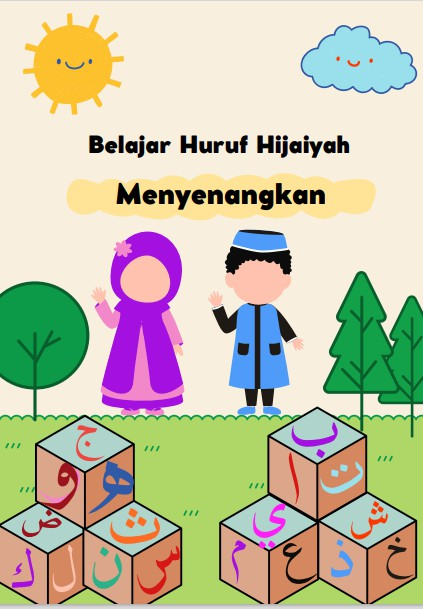 Belajar Huruf Hijaiyah
Menyenangkan
ج
ه
ض
ك ل
ث
ن س
ب
ا ت
ي
م ع
ش
ذ خ